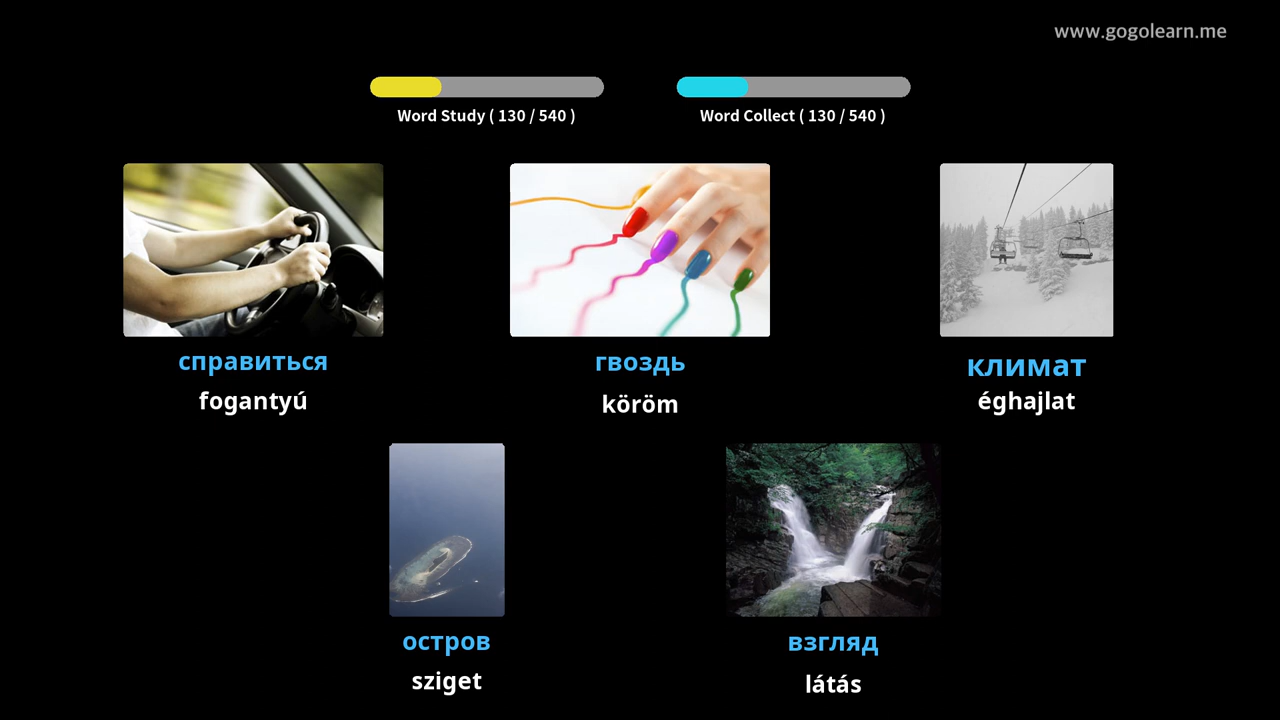 www.gogolearn.me
Word Study ( 130 / 540 )
Word Collect ( 130 / 540 )
справиться
fogantyú
гвоздь
köröm
климат
éghajlat
остров
sziget
взгляд
látás